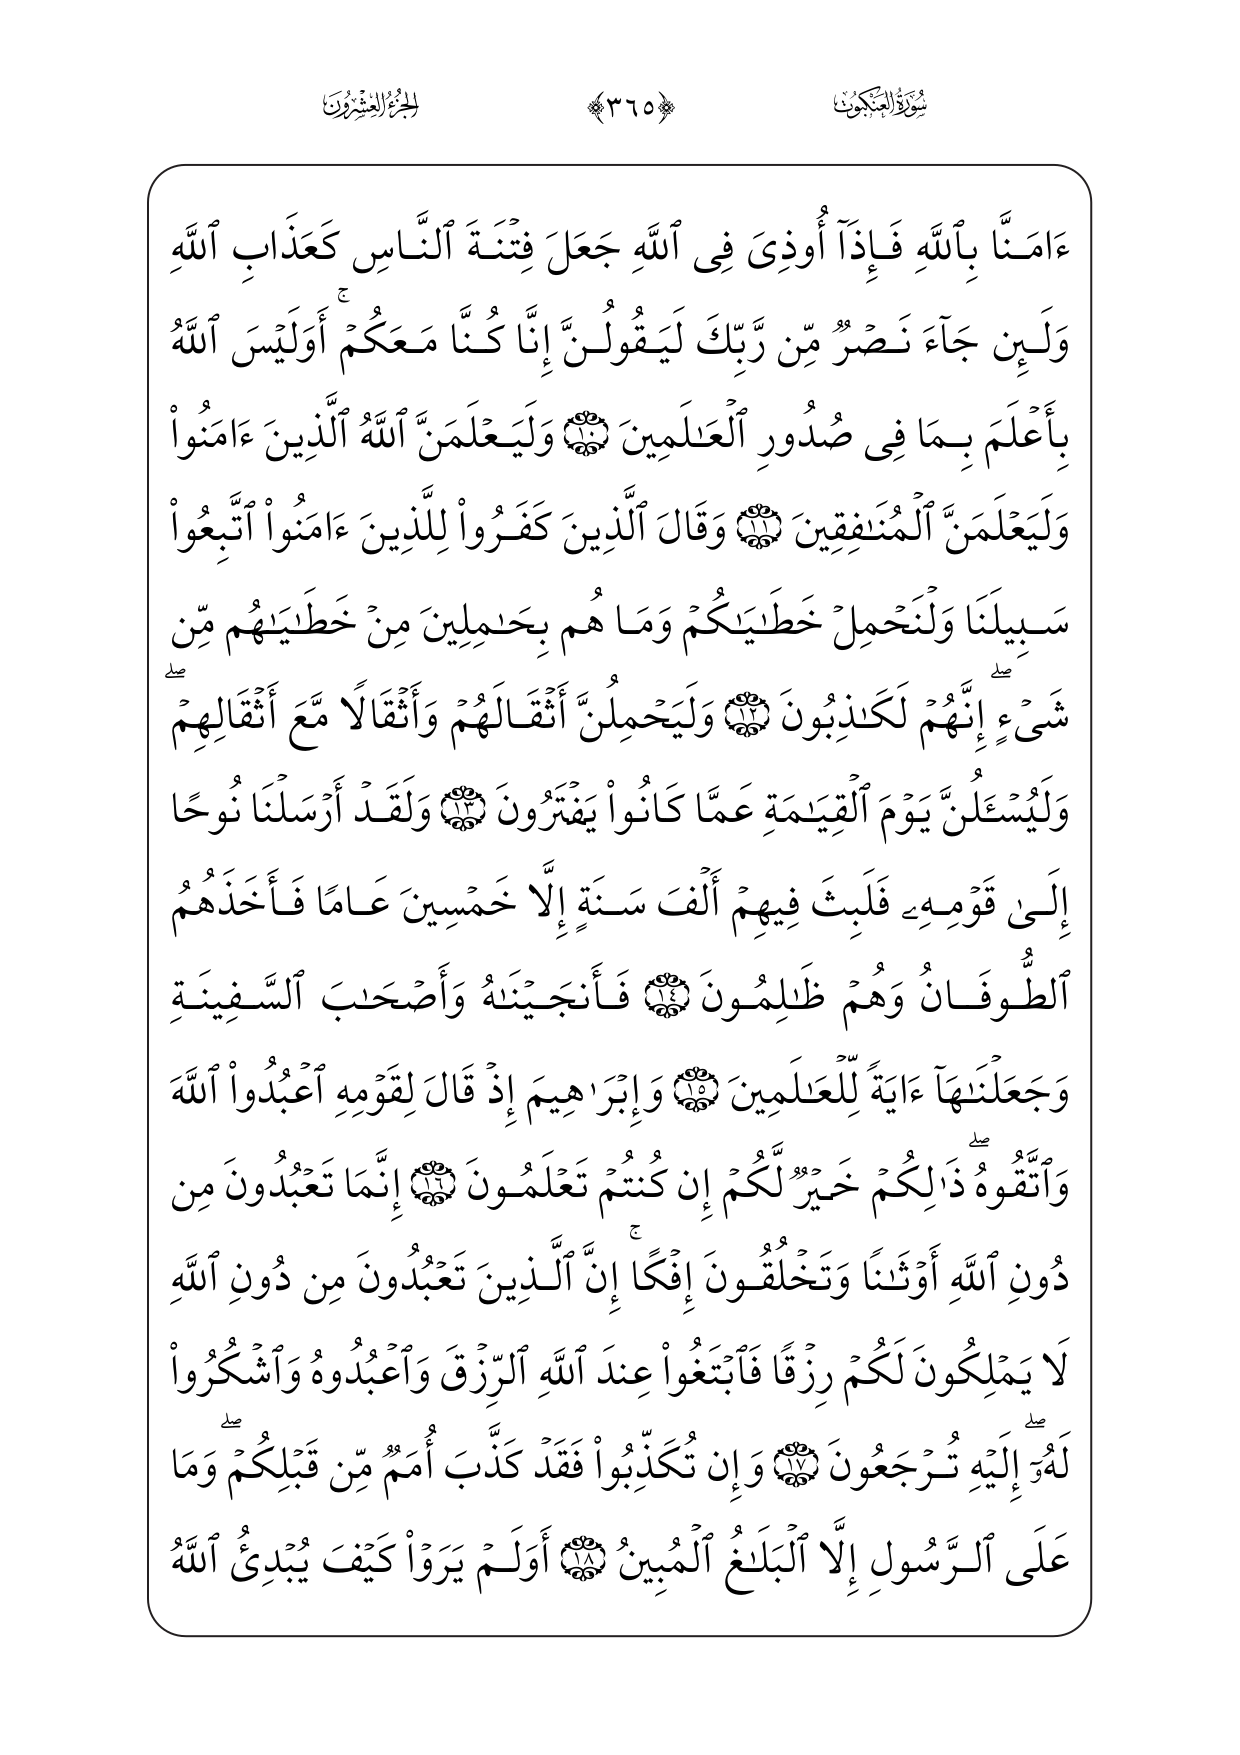 سُورَةُ العَنكَبُوت ﴿٣٦٥﴾ الجُزْءُ العِشْرُونَ
ءَامَنَّا بِٱللَّهِ فَإِذَآ أُوذِىَ فِى ٱللَّهِ جَعَلَ فِتۡنَةَ ٱلنَّاسِ كَعَذَابِ ٱللَّهِ
وَلَئِن جَآءَ نَصۡرٌ مِّن رَّبِّكَ لَيَقُولُنَّ إِنَّا كُنَّا مَعَكُمۡۚ أَوَلَيۡسَ ٱللَّهُ
بِأَعۡلَمَ بِمَا فِى صُدُورِ ٱلۡعَـٰلَمِينَ ١٠ وَلَيَعۡلَمَنَّ ٱللَّهُ ٱلَّذِينَ ءَامَنُواْ
وَلَيَعۡلَمَنَّ ٱلۡمُنَـٰفِقِينَ ١١ وَقَالَ ٱلَّذِينَ كَفَرُواْ لِلَّذِينَ ءَامَنُواْ ٱتَّبِعُواْ
سَبِيلَنَا وَلۡنَحۡمِلۡ خَطَـٰيَـٰكُمۡ وَمَا هُم بِحَـٰمِلِينَ مِنۡ خَطَـٰيَـٰهُم مِّن
شَىۡءٍۖ إِنَّهُمۡ لَكَـٰذِبُونَ ١٢ وَلَيَحۡمِلُنَّ أَثۡقَالَهُمۡ وَأَثۡقَالًا مَّعَ أَثۡقَالِهِمۡۖ
وَلَيُسۡـَٔلُنَّ يَوۡمَ ٱلۡقِيَـٰمَةِ عَمَّا كَانُواْ يَفۡتَرُونَ ١٣ وَلَقَدۡ أَرۡسَلۡنَا نُوحًا
إِلَىٰ قَوۡمِهِۦ فَلَبِثَ فِيهِمۡ أَلۡفَ سَنَةٍ إِلَّا خَمۡسِينَ عَامًا فَأَخَذَهُمُ
ٱلطُّوفَانُ وَهُمۡ ظَـٰلِمُونَ ١٤ فَأَنجَيۡنَـٰهُ وَأَصۡحَـٰبَ ٱلسَّفِينَةِ
وَجَعَلۡنَـٰهَآ ءَايَةً لِّلۡعَـٰلَمِينَ ١٥ وَإِبۡرَٰهِيمَ إِذۡ قَالَ لِقَوۡمِهِ ٱعۡبُدُواْ ٱللَّهَ
وَٱتَّقُوهُۖ ذَٰلِكُمۡ خَيۡرٌ لَّكُمۡ إِن كُنتُمۡ تَعۡلَمُونَ ١٦ إِنَّمَا تَعۡبُدُونَ مِن
دُونِ ٱللَّهِ أَوۡثَـٰنًا وَتَخۡلُقُونَ إِفۡكًاۚ إِنَّ ٱلَّذِينَ تَعۡبُدُونَ مِن دُونِ ٱللَّهِ
لَا يَمۡلِكُونَ لَكُمۡ رِزۡقًا فَٱبۡتَغُواْ عِندَ ٱللَّهِ ٱلرِّزۡقَ وَٱعۡبُدُوهُ وَٱشۡكُرُواْ
لَهُۥٓۖ إِلَيۡهِ تُرۡجَعُونَ ١٧ وَإِن تُكَذِّبُواْ فَقَدۡ كَذَّبَ أُمَمٌ مِّن قَبۡلِكُمۡۖ وَمَا
عَلَى ٱلرَّسُولِ إِلَّا ٱلۡبَلَـٰغُ ٱلۡمُبِينُ ١٨ أَوَلَمۡ يَرَوۡاْ كَيۡفَ يُبۡدِئُ ٱللَّهُ